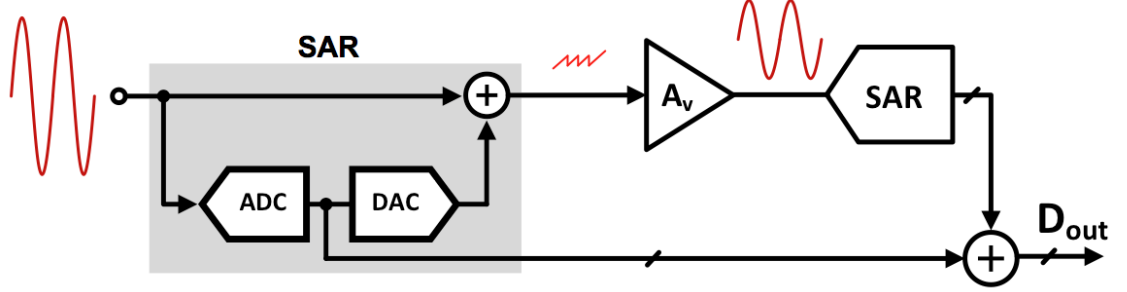 SAR
+
A_v
SAR
ADC
DAC
+
D_out